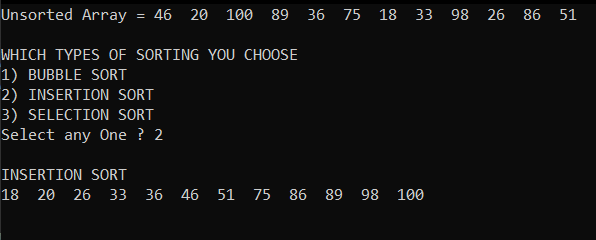 Unsorted Array = 46  20  100  89  36  75  18  33  98  26  86  51
WHICH TYPES OF SORTING YOU CHOOSE
1) BUBBLE SORT
2) INSERTION SORT
3) SELECTION SORT
Select any One ? 2
INSERTION SORT
18  20  26  33  36  46  51  75  86  89  98  100